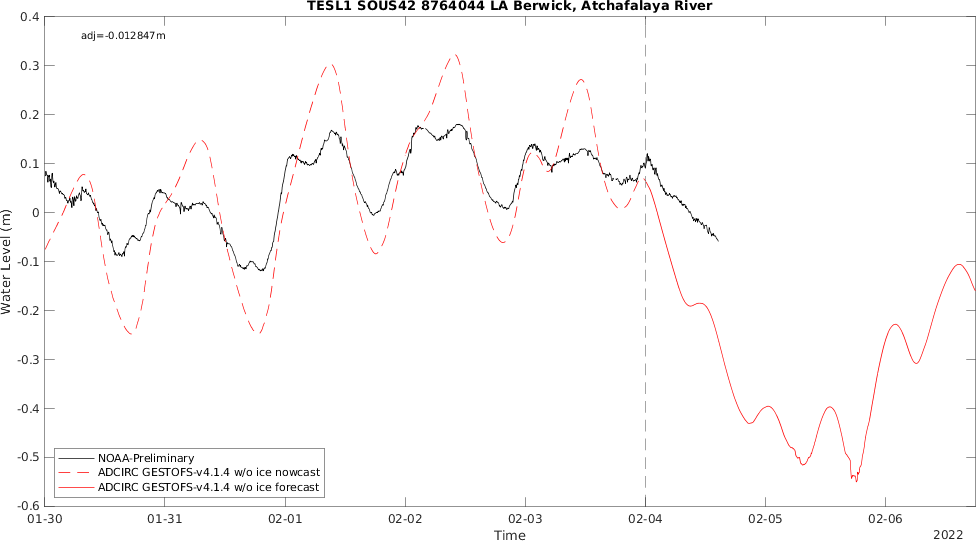 TESL1 SOUS42 8764044 LA Berwick, Atchafalaya River
adj=-0.012847m
0.4
0.3
0.2
0.1
0
-0.1
-0.2
-0.3
-0.4
-0.5
-0.6
Water Level (m)
NOAA-Preliminary
ADCIRC GESTOFS-v4.1.4 w/o ice nowcast
ADCIRC GESTOFS-v4.1.4 w/o ice forecast
01-30 01-31 02-01 02-02 02-03 02-04 02-05 02-06
Time
2022